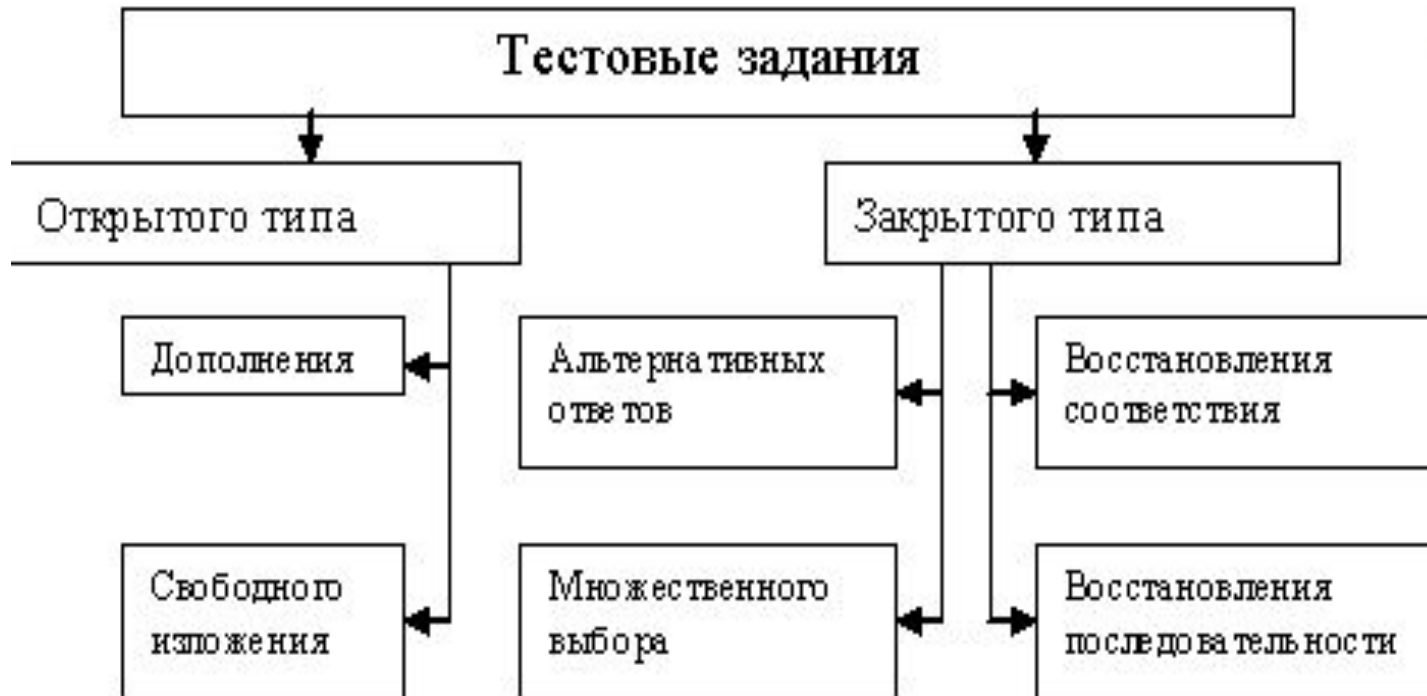 Тестовые задания
Открытого типа
Закрытого типа
Дополнения
Альтернативных
ответов
Восстановления
соответствия
Свободного
изложения
Множественного
выбора
Восстановления
последовательности